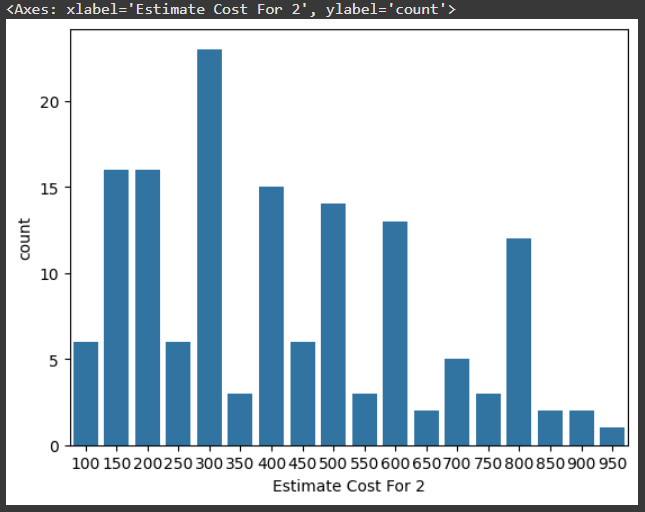 <Axes: xlabel='Estimate Cost For 2', ylabel='count'>
20
15
10
5
0
count
100 150 200 250 300 350 400 450 500 550 600 650 700 750 800 850 900 950
Estimate Cost For 2